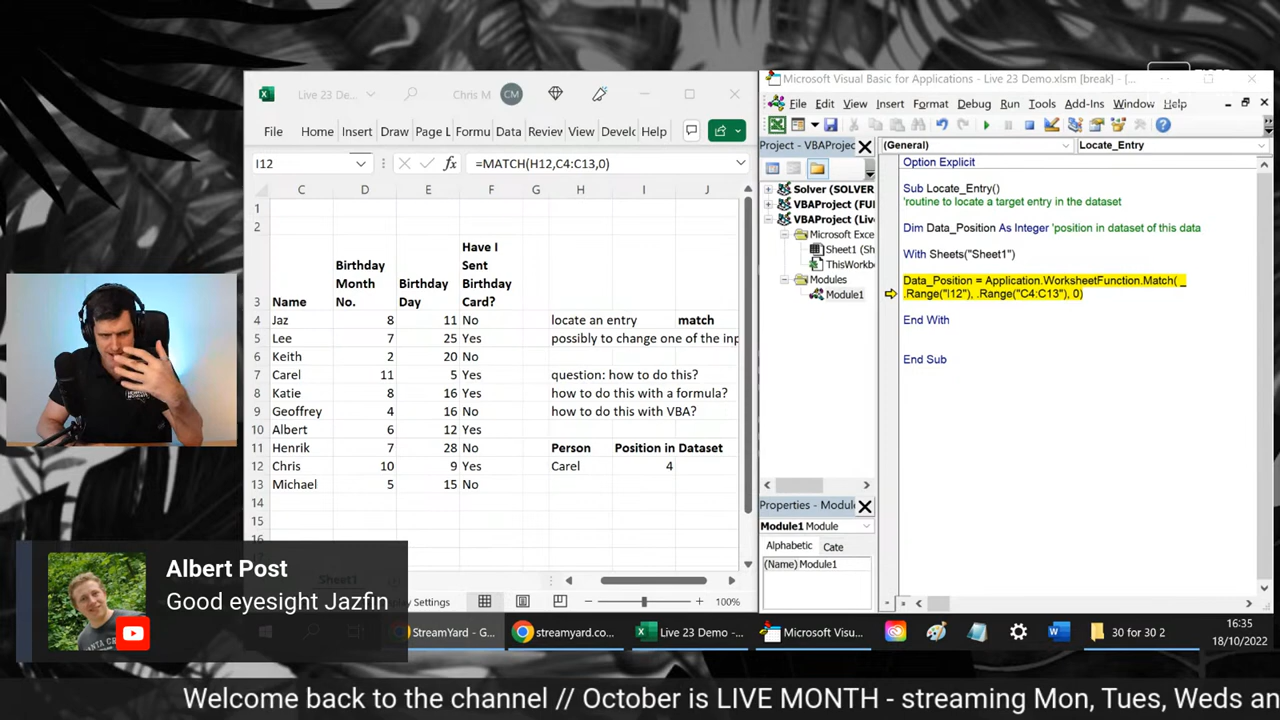 Live 23 De...
Chris M
CM
File Home Insert Draw Page L Formu Data Review View Develc Help
I12
fx
=MATCH(H12,C4:C13,0)
C D E F G H I J
1
2
3 Name Birthday Month No. Birthday Day Have I Sent Birthday Card?
4 Jaz 8 11 No locate an entry match
5 Lee 7 25 Yes possibly to change one of the inp
6 Keith 2 20 No
7 Carel 11 5 Yes question: how to do this?
8 Katie 8 16 Yes how to do this with a formula?
9 Geoffrey 4 16 No how to do this with VBA?
10 Albert 6 12 Yes
11 Henrik 7 28 No Person Position in Dataset
12 Chris 10 9 Yes Carel 4
13 Michael 5 15 No
14
15
16
Sheet1
play Settings
100%
Microsoft Visual Basic for Applications - Live 23 Demo.xlsm [break] - [...
File Edit View Insert Format Debug Run Tools Add-Ins Window Help
Project - VBAProjec
Solver (SOLVER
VBAProject (FU
VBAProject (Liv
Microsoft Exce
Sheet1 (Sh
ThisWorkb
Modules
Module1
Properties - Modul
Module1 Module
Alphabetic Cate
(Name) Module1
(General) Locate_Entry
Option Explicit
Sub Locate_Entry()
'routine to locate a target entry in the dataset
Dim Data_Position As Integer 'position in dataset of this data
With Sheets("Sheet1")
Data_Position = Application.WorksheetFunction.Match( _
.Range("I12"), .Range("C4:C13"), 0)
End With
End Sub
Albert Post
Good eyesight Jazfin
StreamYard - G...
streamyard.co...
Live 23 Demo -...
Microsoft Visu...
30 for 30 2
16:35
18/10/2022
Welcome back to the channel // October is LIVE MONTH - streaming Mon, Tues, Weds an